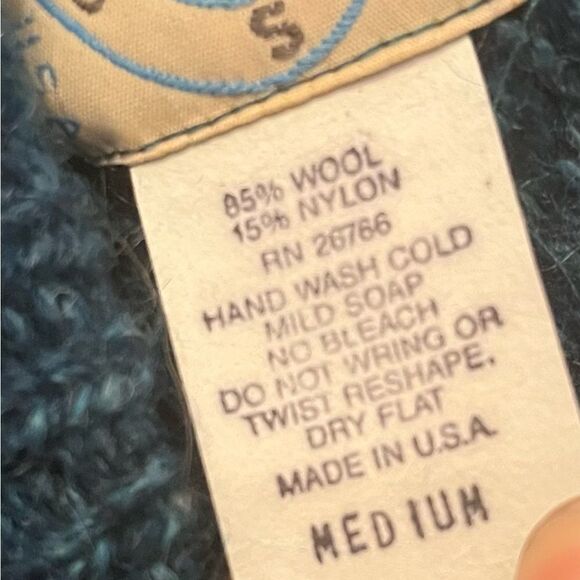 S
85% WOOL
15% NYLON
RN 26766
HAND WASH COLD
MILD SOAP
NO BLEACH
DO NOT WRING OR
TWIST RESHAPE.
DRY FLAT
MADE IN U.S.A.
MEDIUM